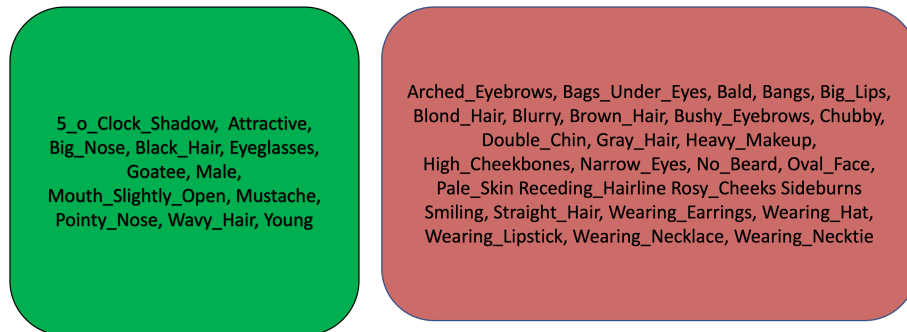 5_o_Clock_Shadow, Attractive,
Big_Nose, Black_Hair, Eyeglasses,
Goatee, Male,
Mouth_Slightly_Open, Mustache,
Pointy_Nose, Wavy_Hair, Young
Arched_Eyebrows, Bags_Under_Eyes, Bald, Bangs, Big_Lips,
Blond_Hair, Blurry, Brown_Hair, Bushy_Eyebrows, Chubby,
Double_Chin, Gray_Hair, Heavy_Makeup,
High_Cheekbones, Narrow_Eyes, No_Beard, Oval_Face,
Pale_Skin Receding_Hairline Rosy_Cheeks Sideburns
Smiling, Straight_Hair, Wearing_Earrings, Wearing_Hat,
Wearing_Lipstick, Wearing_Necklace, Wearing_Necktie